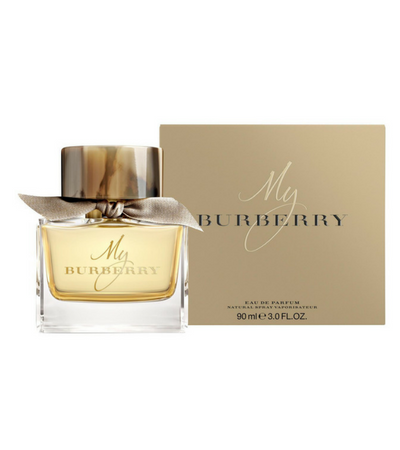 My
BURBERRY
My
BURBERRY
EAU DE PARFUM
NATURAL SPRAY VAPORISATEUR
90 ml ℮ 3.0 FL.OZ.